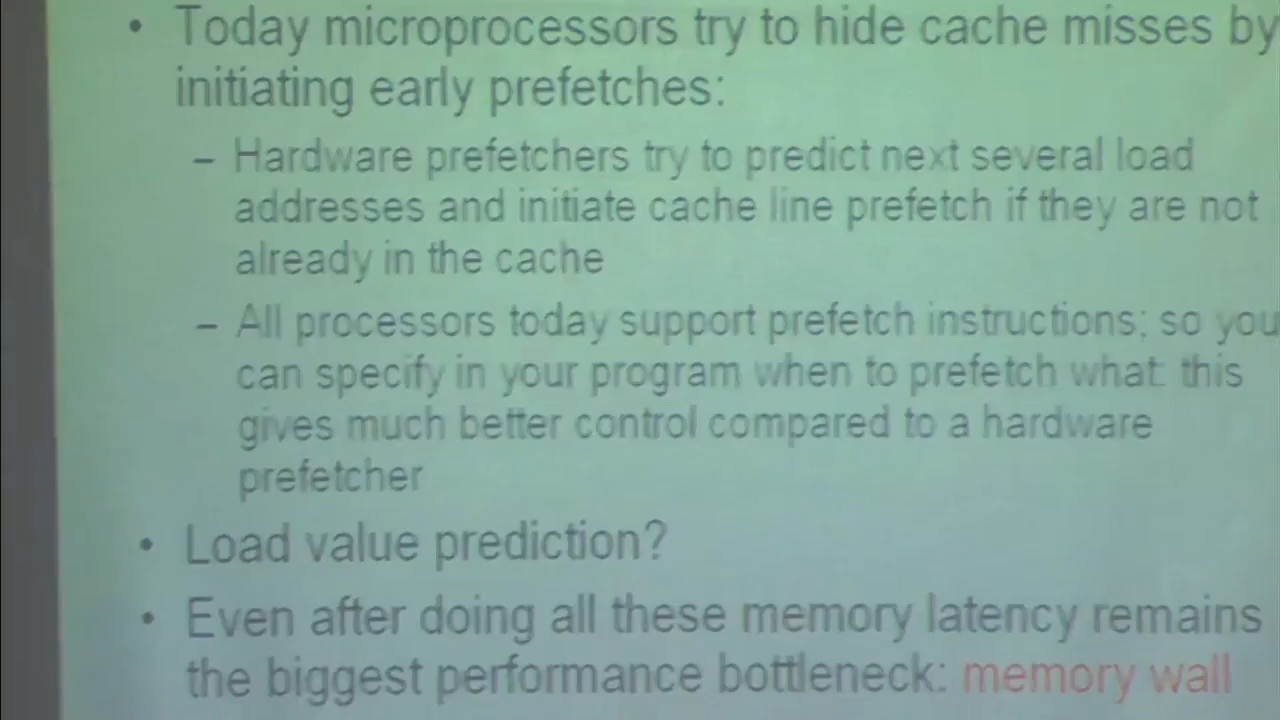 • Today microprocessors try to hide cache misses by
initiating early prefetches:
– Hardware prefetchers try to predict next several load
addresses and initiate cache line prefetch if they are not
already in the cache
– All processors today support prefetch instructions; so you
can specify in your program when to prefetch what: this
gives much better control compared to a hardware
prefetcher
• Load value prediction?
• Even after doing all these memory latency remains
the biggest performance bottleneck: memory wall